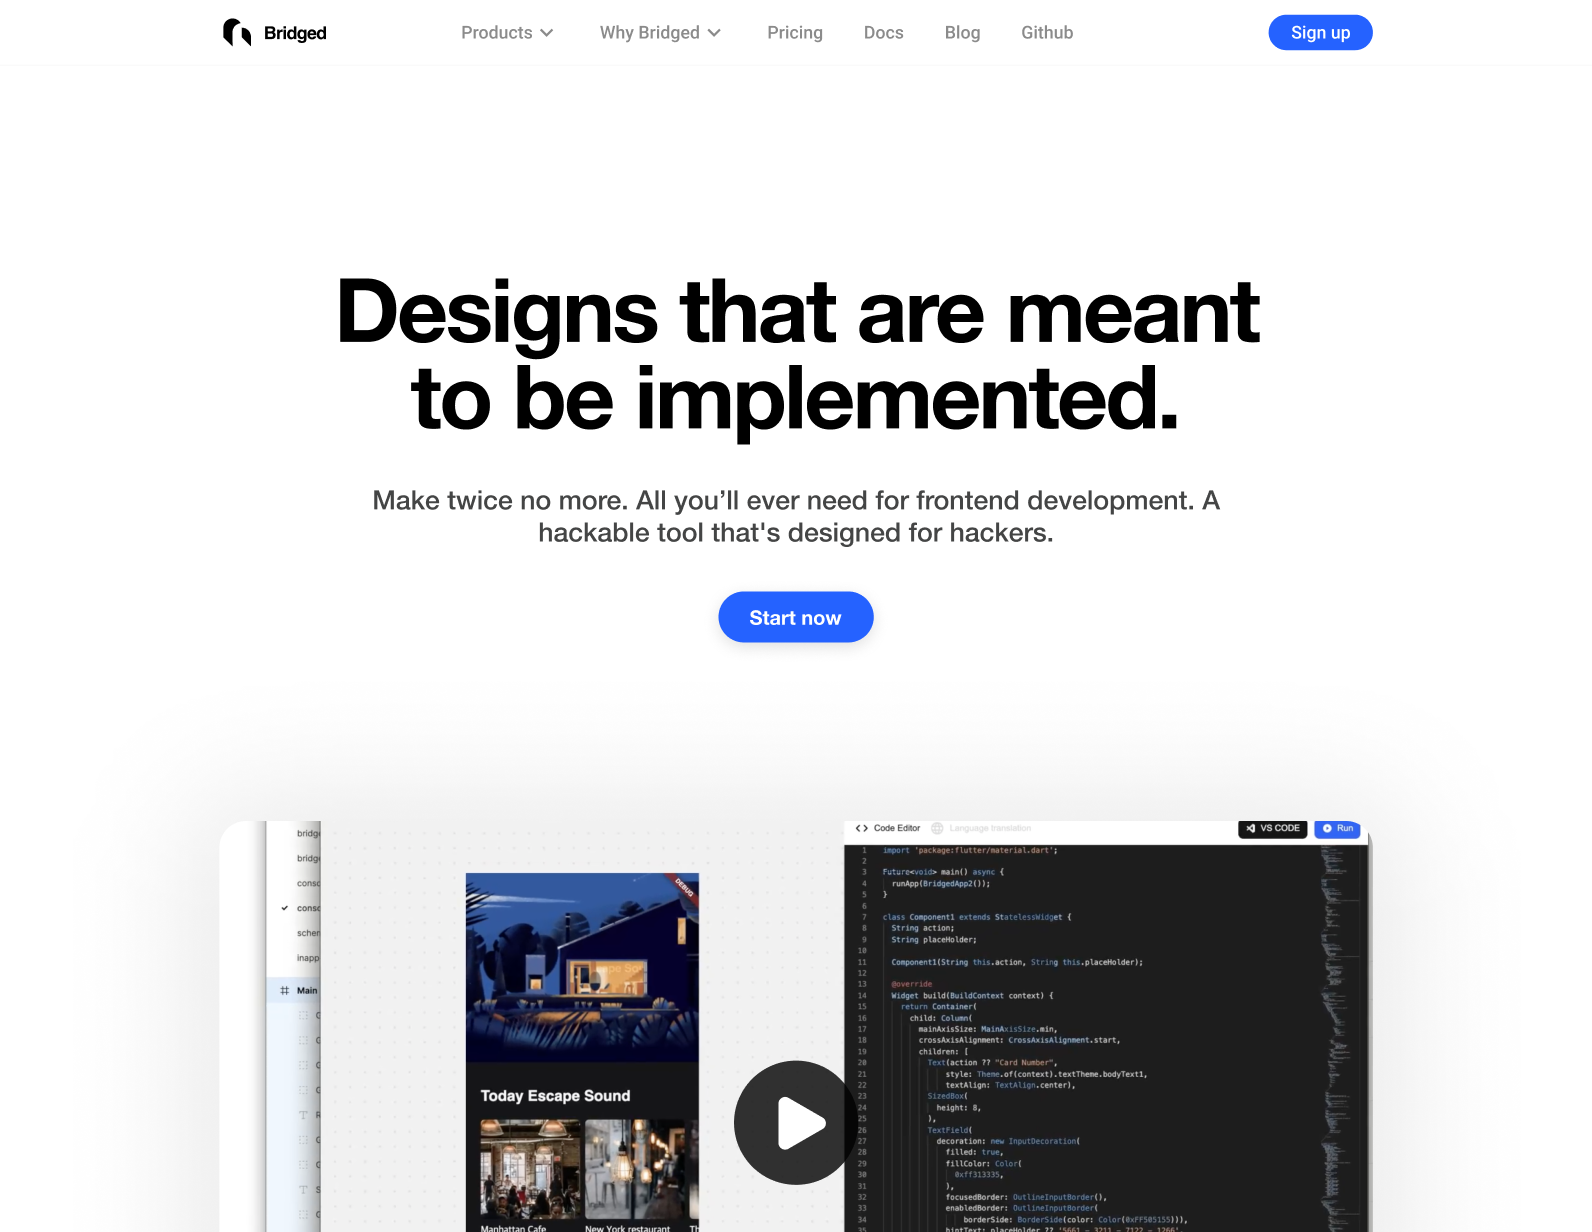 Bridged
Products
Why Bridged
Pricing
Docs
Blog
Github
Sign up
Designs that are meant
to be implemented.
Make twice no more. All you’ll ever need for frontend development. A
hackable tool that's designed for hackers.
Start now
Main
DEBUG
Today Escape Sound
Manhattan Cafe
New York restaurant
Code Editor
Language translation
VS CODE
Run
1 import 'package:flutter/material.dart';
2
3 Future<void> main() async {
4 runApp(BridgedApp2());
5 }
6
7 class Component1 extends StatelessWidget {
8 String action;
9 String placeHolder;
10
11 Component1(String this.action, String this.placeHolder);
12
13 @override
14 Widget build(BuildContext context) {
15 return Container(
16 child: Column(
17 mainAxisSize: MainAxisSize.min,
18 crossAxisAlignment: CrossAxisAlignment.start,
19 children: [
20 Text(action ?? "Card Number",
21 style: Theme.of(context).textTheme.bodyText1,
22 textAlign: TextAlign.center),
23 SizedBox(
24 height: 8,
25 ),
26 TextField(
27 decoration: new InputDecoration(
28 filled: true,
29 fillColor: Color(
30 0xff313335,
31 ),
32 focusedBorder: OutlineInputBorder(),
33 enabledBorder: OutlineInputBorder(
34 borderSide: BorderSide(color: Color(0xFF505155))),
35 hintText: placeHolder ?? '5661 - 3211 - 7122 - 1266',